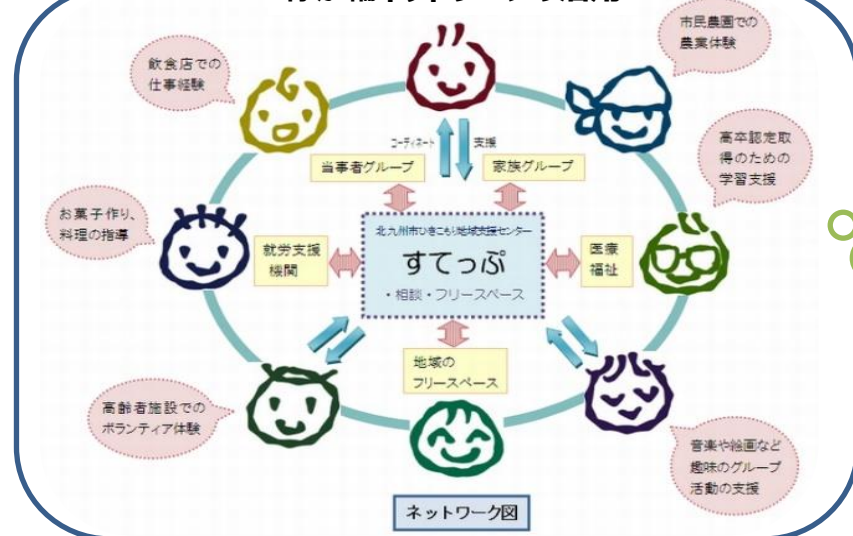 市民農園での
農業体験
飲食店での
仕事経験
高卒認定取
得のための
学習支援
コーディネート
支援
当事者グループ
家族グループ
お菓子作り、
料理の指導
就労支援
機関
北九州市ひきこもり地域支援センター
すてっぷ
・相談・フリースペース
医療
福祉
地域の
フリースペース
高齢者施設での
ボランティア体験
音楽や絵画など
趣味のグループ
活動の支援
ネットワーク図